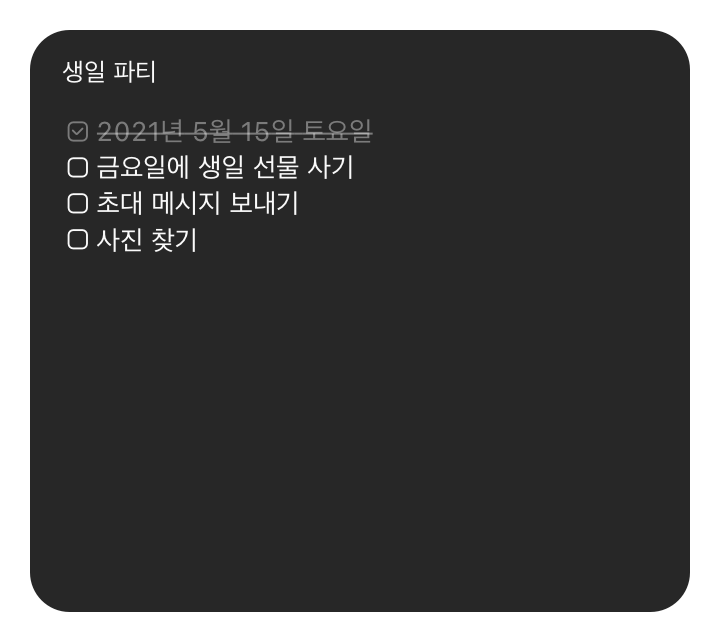 생일 파티
2021년 5월 15일 토요일
금요일에 생일 선물 사기
초대 메시지 보내기
사진 찾기